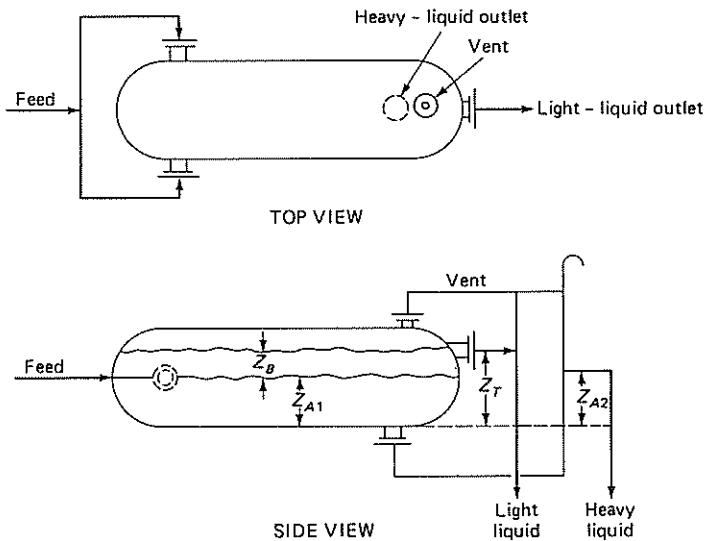 Heavy - liquid outlet
Vent
Feed
Light - liquid outlet
TOP VIEW
Vent
Feed
Z_B
Z_A1
Z_T
Z_A2
Light liquid
Heavy liquid
SIDE VIEW